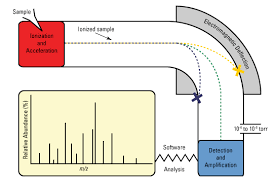 Sample
Ionization
and
Acceleration
Ionized sample
Electromagnetic Deflection
10⁻⁶ to 10⁻⁸ torr
Relative Abundance (%)
m/z
Software
Analysis
Detection
and
Amplification